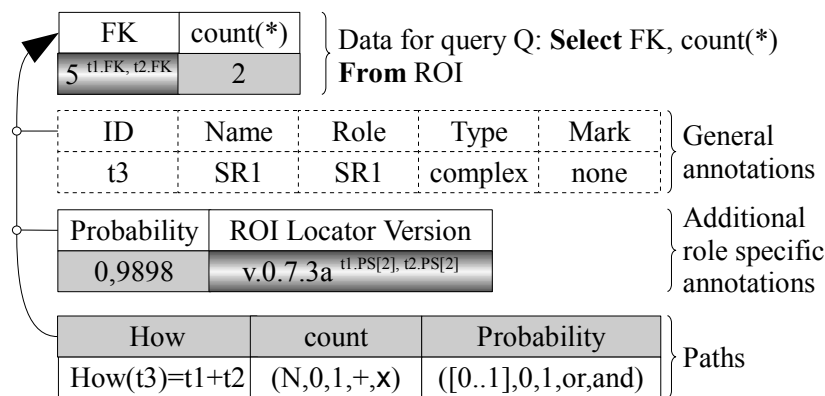 FK count(*)
5 t1.FK, t2.FK 2
Data for query Q: Select FK, count(*)
From ROI
ID Name Role Type Mark
t3 SR1 SR1 complex none
General
annotations
Probability ROI Locator Version
0,9898 v.0.7.3a t1.PS[2], t2.PS[2]
Additional
role specific
annotations
How count Probability
How(t3)=t1+t2 (N,0,1,+,x) ([0..1],0,1,or,and)
Paths